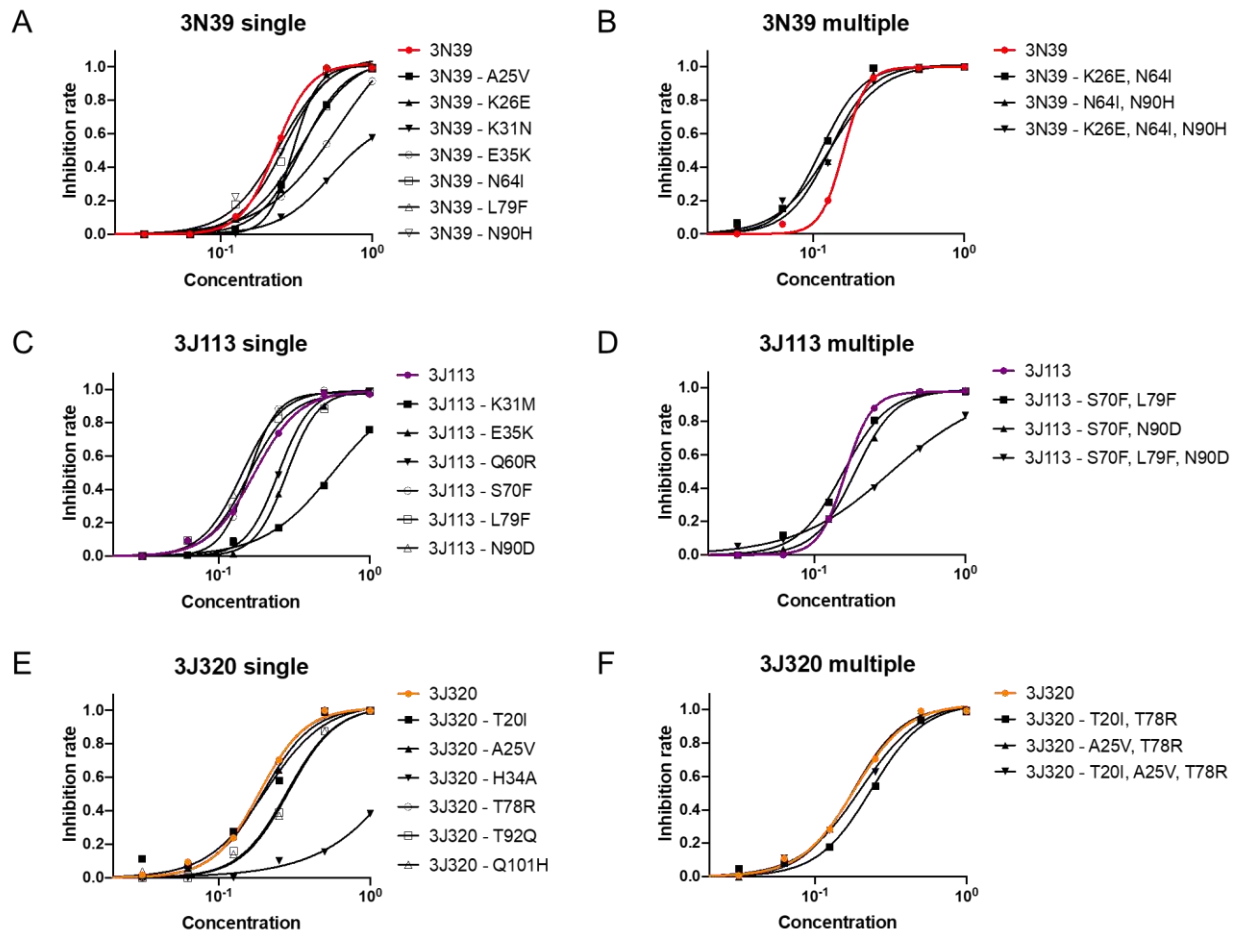 A
3N39 single
Inhibition rate
1.0
0.8
0.6
0.4
0.2
0.0
10-1
100
Concentration
3N39
3N39 - A25V
3N39 - K26E
3N39 - K31N
3N39 - E35K
3N39 - N64I
3N39 - L79F
3N39 - N90H
B
3N39 multiple
Inhibition rate
1.0
0.8
0.6
0.4
0.2
0.0
10-1
100
Concentration
3N39
3N39 - K26E, N64I
3N39 - N64I, N90H
3N39 - K26E, N64I, N90H
C
3J113 single
Inhibition rate
1.0
0.8
0.6
0.4
0.2
0.0
10-1
100
Concentration
3J113
3J113 - K31M
3J113 - E35K
3J113 - Q60R
3J113 - S70F
3J113 - L79F
3J113 - N90D
D
3J113 multiple
Inhibition rate
1.0
0.8
0.6
0.4
0.2
0.0
10-1
100
Concentration
3J113
3J113 - S70F, L79F
3J113 - S70F, N90D
3J113 - S70F, L79F, N90D
E
3J320 single
Inhibition rate
1.0
0.8
0.6
0.4
0.2
0.0
10-1
100
Concentration
3J320
3J320 - T20I
3J320 - A25V
3J320 - H34A
3J320 - T78R
3J320 - T92Q
3J320 - Q101H
F
3J320 multiple
Inhibition rate
1.0
0.8
0.6
0.4
0.2
0.0
10-1
100
Concentration
3J320
3J320 - T20I, T78R
3J320 - A25V, T78R
3J320 - T20I, A25V, T78R